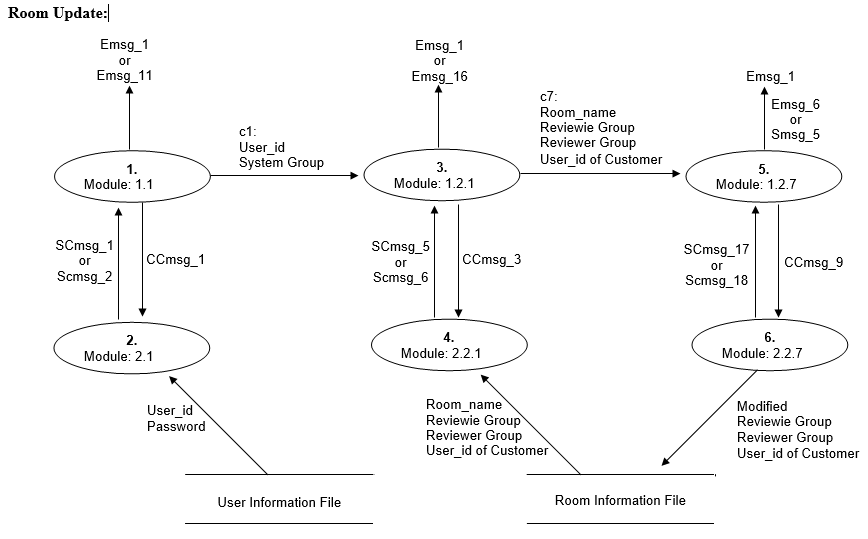 Room Update:
Emsg_1
or
Emsg_11
Emsg_1
or
Emsg_16
Emsg_1
Emsg_6
or
Smsg_5
c1:
User_id
System Group
c7:
Room_name
Reviewie Group
Reviewer Group
User_id of Customer
1.
Module: 1.1
3.
Module: 1.2.1
5.
Module: 1.2.7
SCmsg_1
or
Scmsg_2
CCmsg_1
SCmsg_5
or
Scmsg_6
CCmsg_3
SCmsg_17
or
Scmsg_18
CCmsg_9
2.
Module: 2.1
4.
Module: 2.2.1
6.
Module: 2.2.7
User_id
Password
Room_name
Reviewie Group
Reviewer Group
User_id of Customer
Modified
Reviewie Group
Reviewer Group
User_id of Customer
User Information File
Room Information File